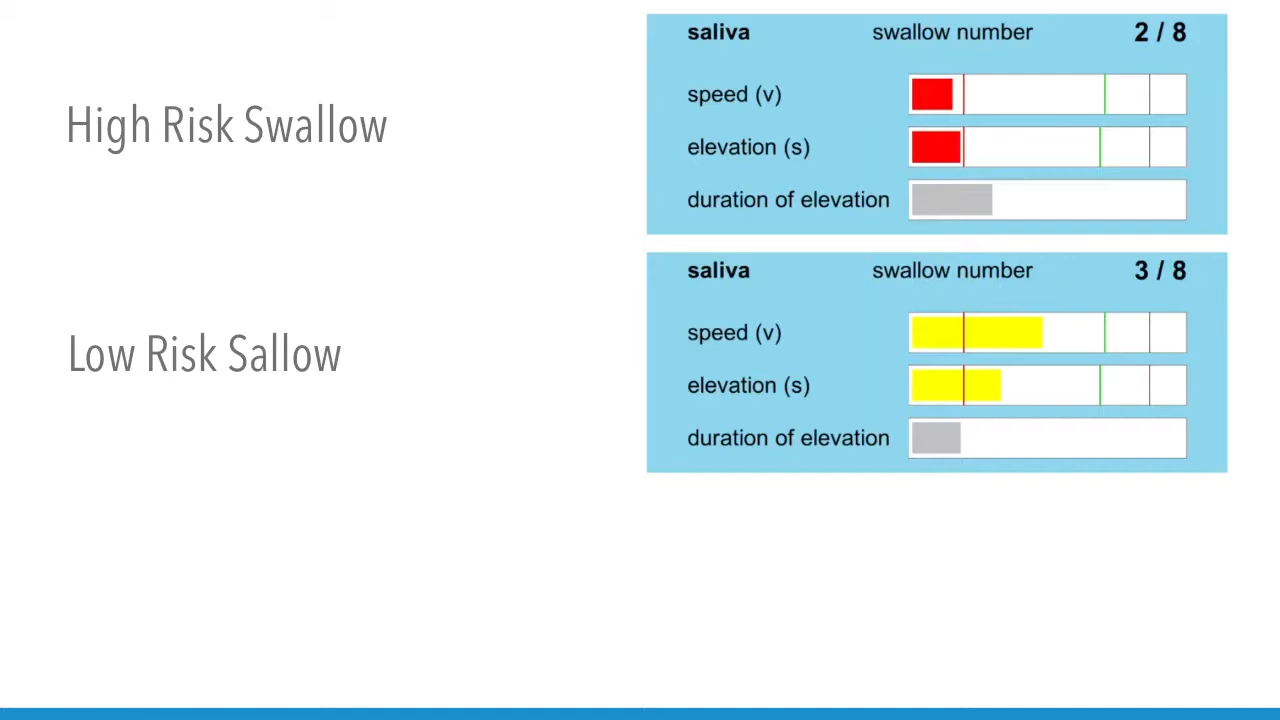 saliva swallow number 2 / 8
speed (v)
High Risk Swallow
elevation (s)
duration of elevation
saliva swallow number 3 / 8
speed (v)
Low Risk Sallow
elevation (s)
duration of elevation